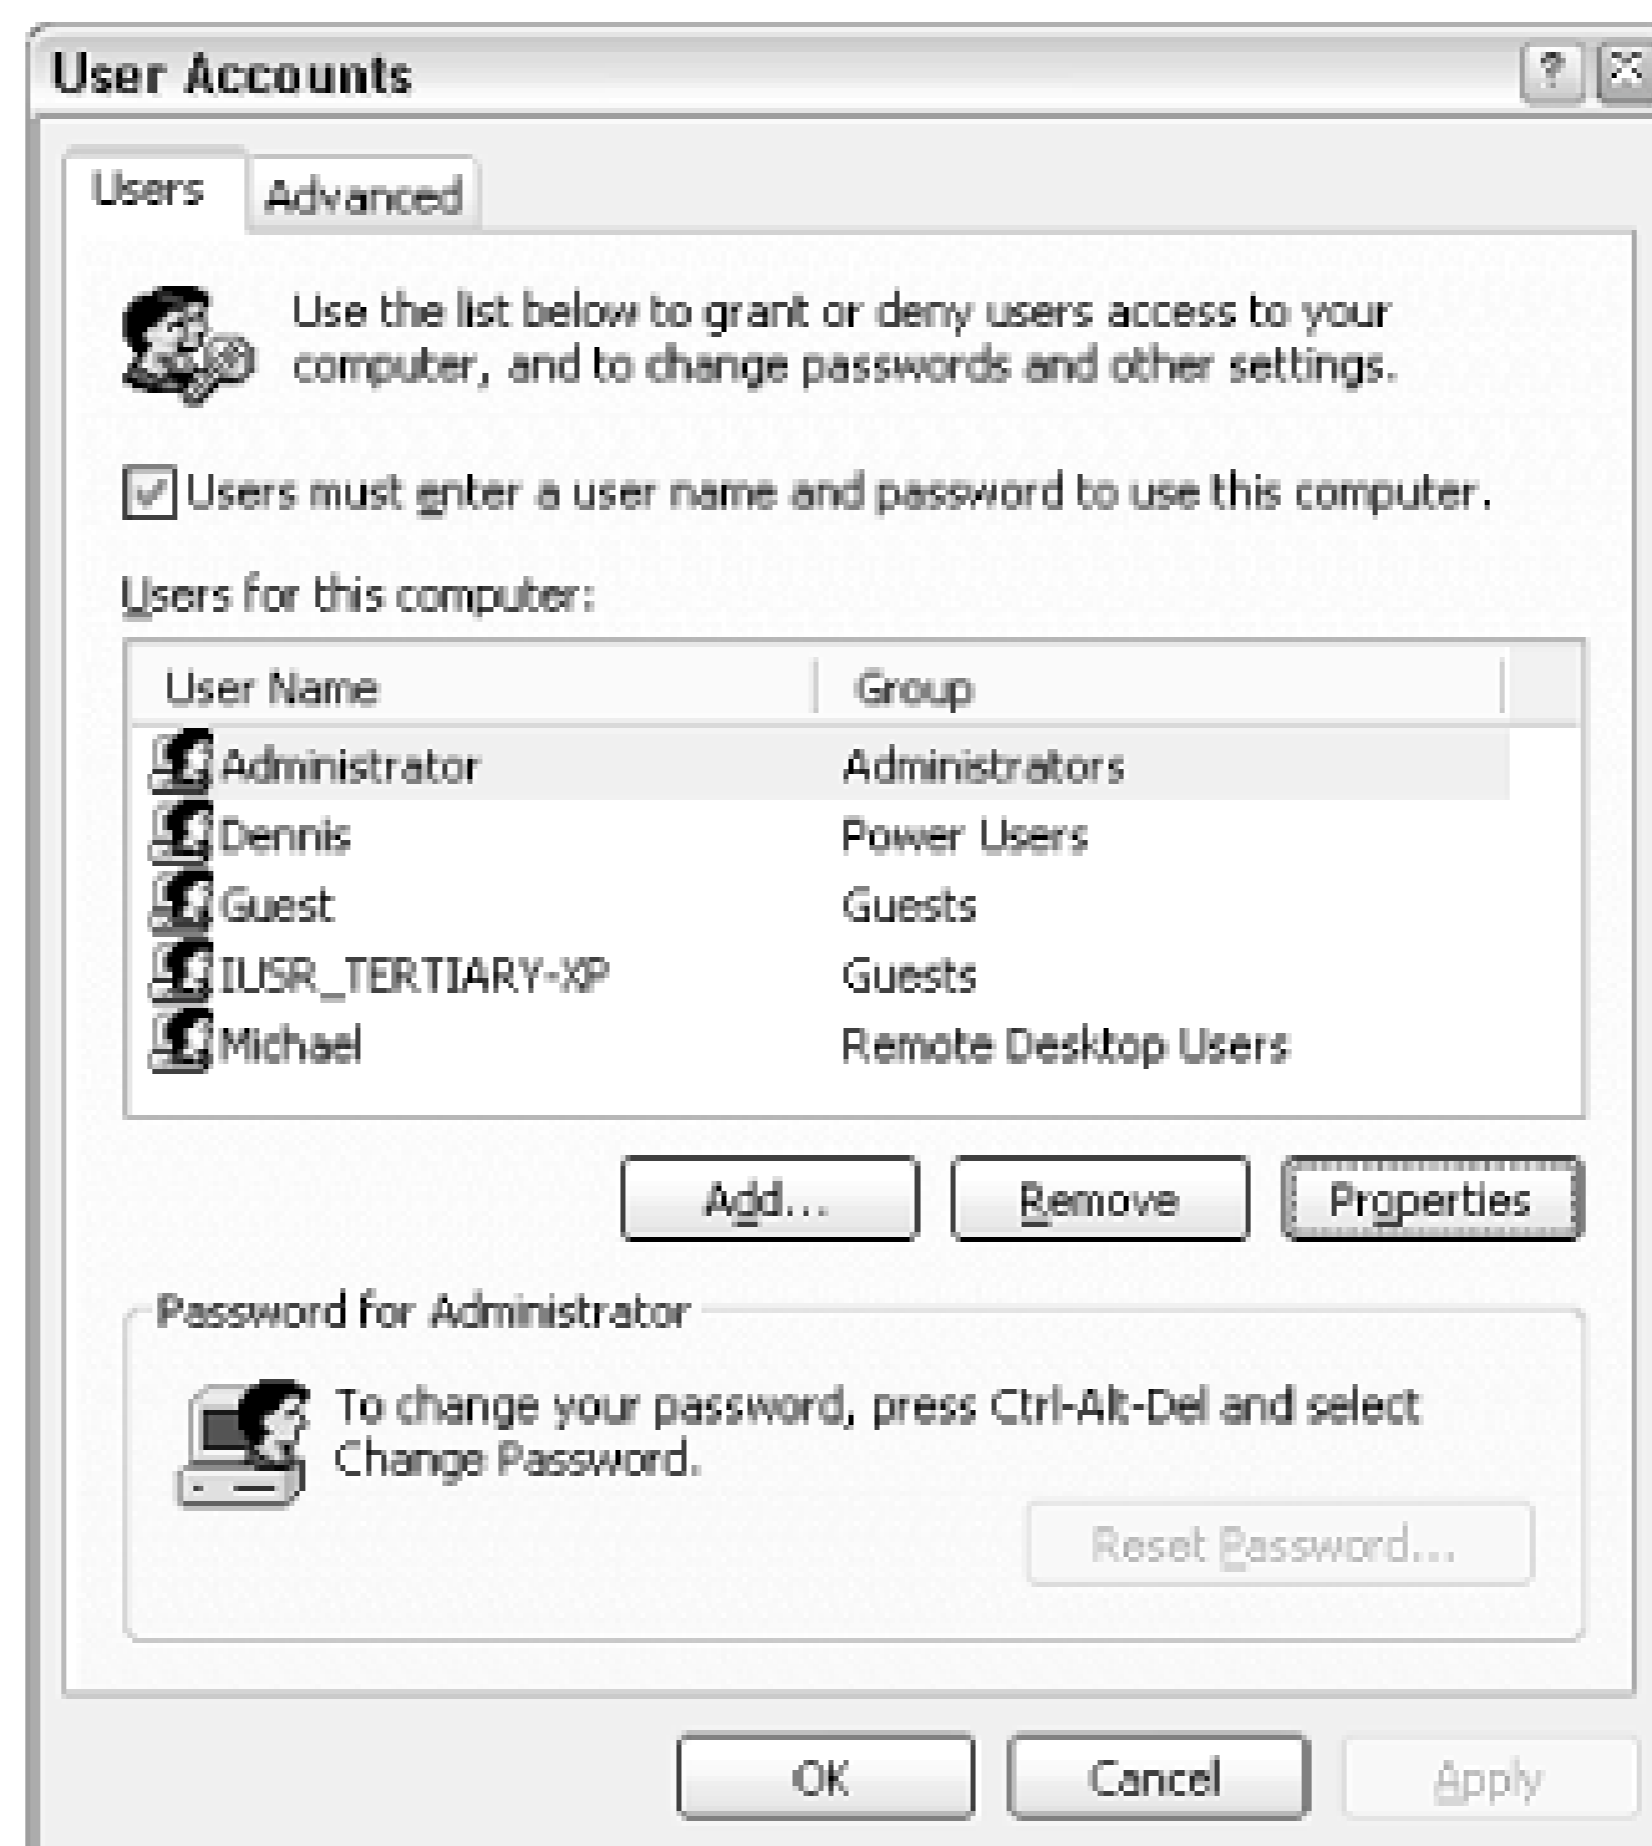 User Accounts
?
Users Advanced
Use the list below to grant or deny users access to your
computer, and to change passwords and other settings.
Users must enter a user name and password to use this computer.
Users for this computer:
User Name Group
Administrator Administrators
Dennis Power Users
Guest Guests
IUSR_TERTIARY-XP Guests
Michael Remote Desktop Users
Add... Remove Properties
Password for Administrator
To change your password, press Ctrl-Alt-Del and select
Change Password.
Reset Password...
OK Cancel Apply